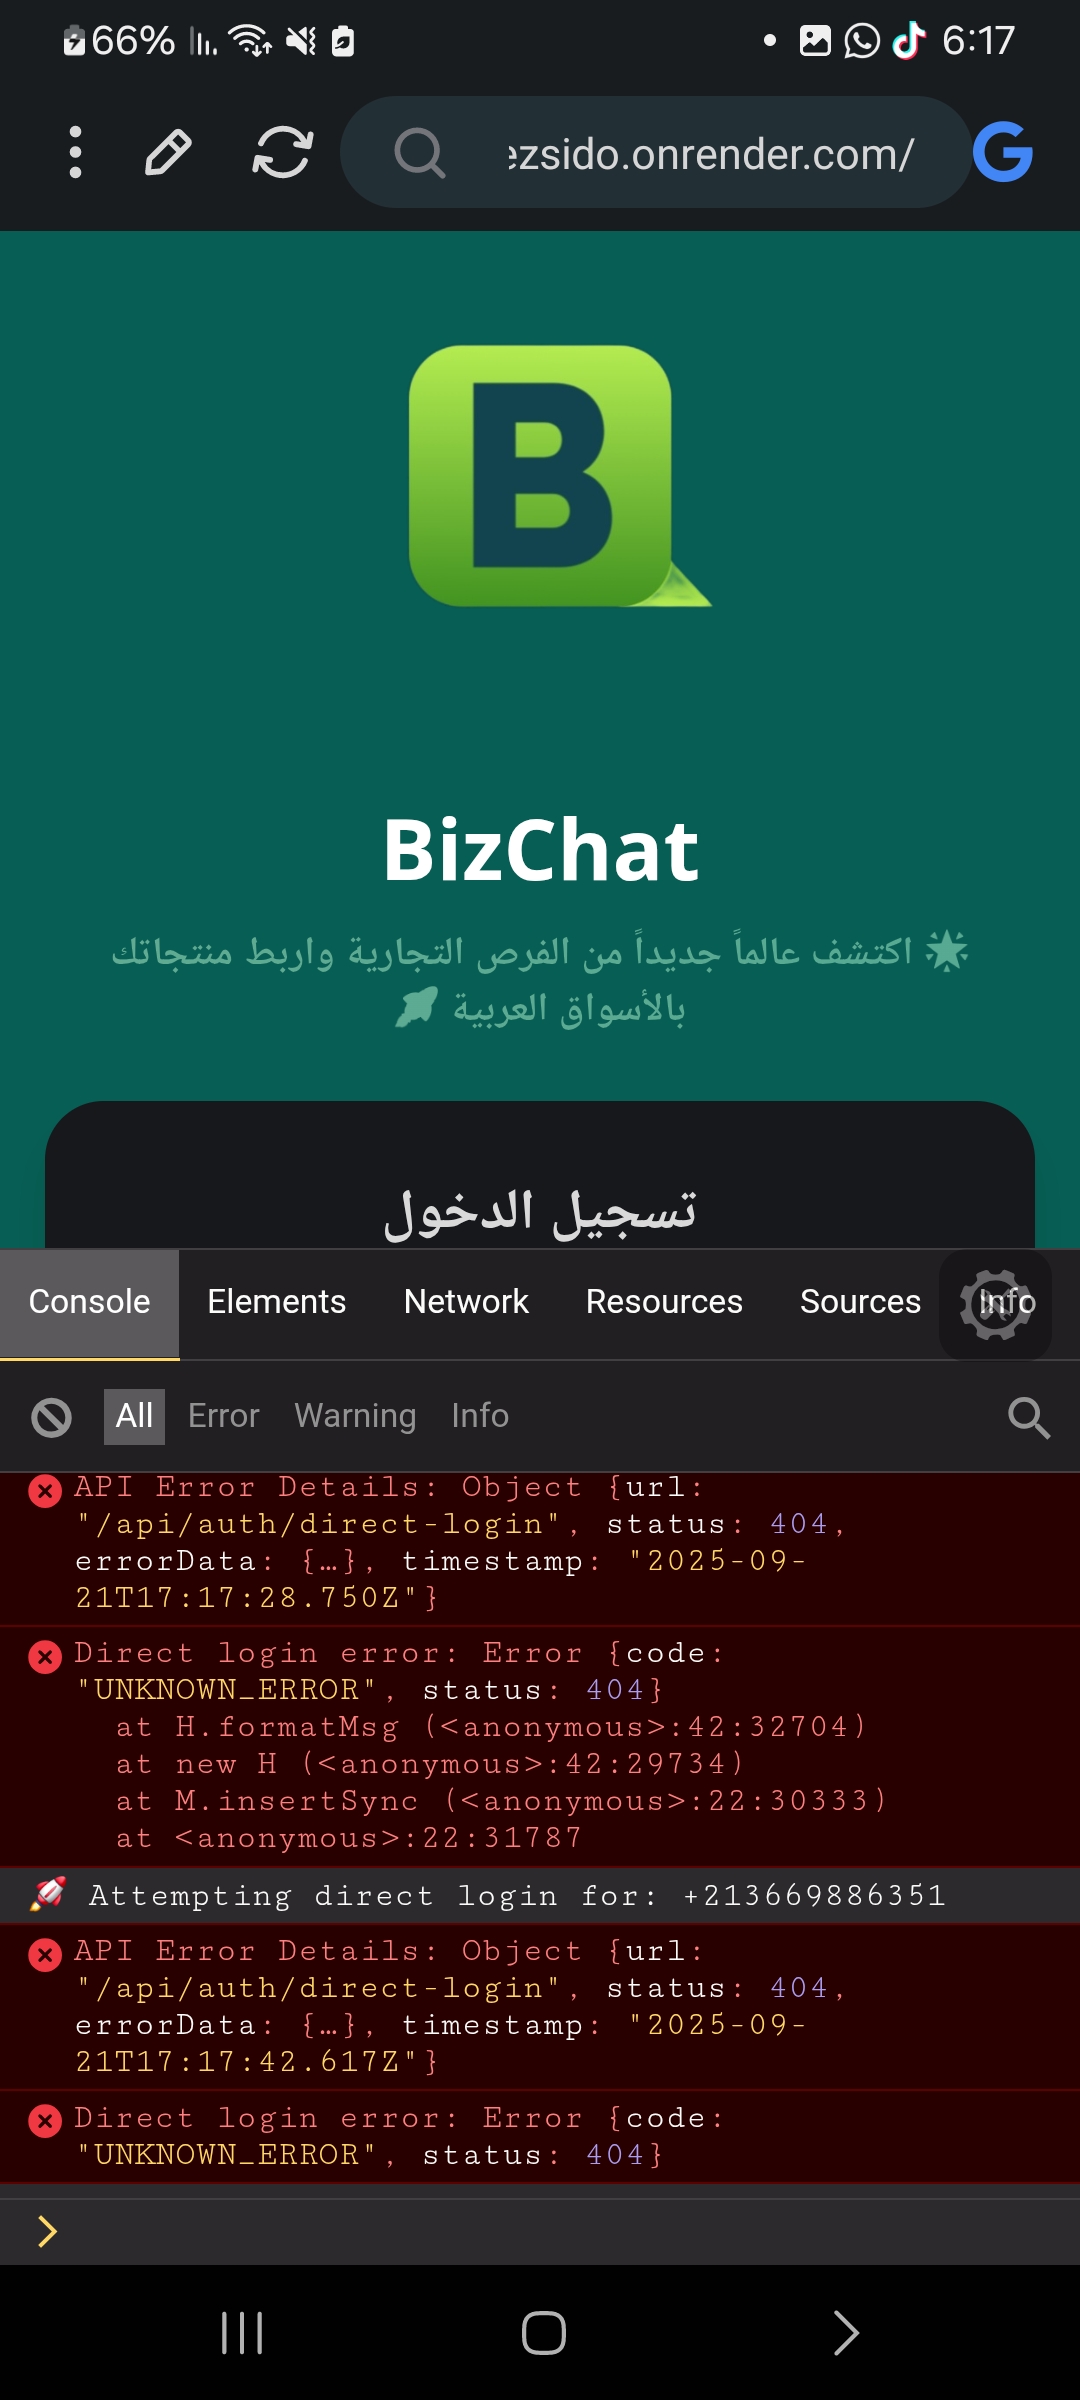 66%
6:17
ezsido.onrender.com/
B
BizChat
🌟 اكتشف عالماً جديداً من الفرص التجارية واربط منتجاتك
بالأسواق العربية 🚀
تسجيل الدخول
Console Elements Network Resources Sources Info
All Error Warning Info
API Error Details: Object {url:
"/api/auth/direct-login", status: 404,
errorData: {…}, timestamp: "2025-09-
21T17:17:28.750Z"}
Direct login error: Error {code:
"UNKNOWN_ERROR", status: 404}
at H.formatMsg (<anonymous>:42:32704)
at new H (<anonymous>:42:29734)
at M.insertSync (<anonymous>:22:30333)
at <anonymous>:22:31787
🚀 Attempting direct login for: +213669886351
API Error Details: Object {url:
"/api/auth/direct-login", status: 404,
errorData: {…}, timestamp: "2025-09-
21T17:17:42.617Z"}
Direct login error: Error {code:
"UNKNOWN_ERROR", status: 404}